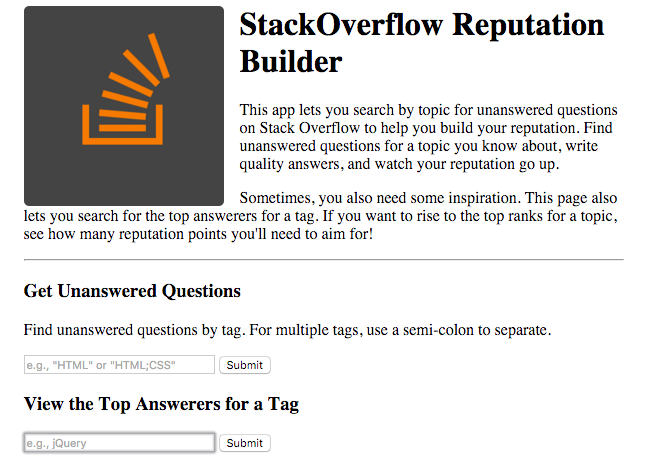 StackOverflow Reputation
Builder
This app lets you search by topic for unanswered questions
on Stack Overflow to help you build your reputation. Find
unanswered questions for a topic you know about, write
quality answers, and watch your reputation go up.
Sometimes, you also need some inspiration. This page also
lets you search for the top answerers for a tag. If you want to rise to the top ranks for a topic,
see how many reputation points you'll need to aim for!
Get Unanswered Questions
Find unanswered questions by tag. For multiple tags, use a semi-colon to separate.
e.g., "HTML" or "HTML;CSS" Submit
View the Top Answerers for a Tag
e.g., jQuery Submit